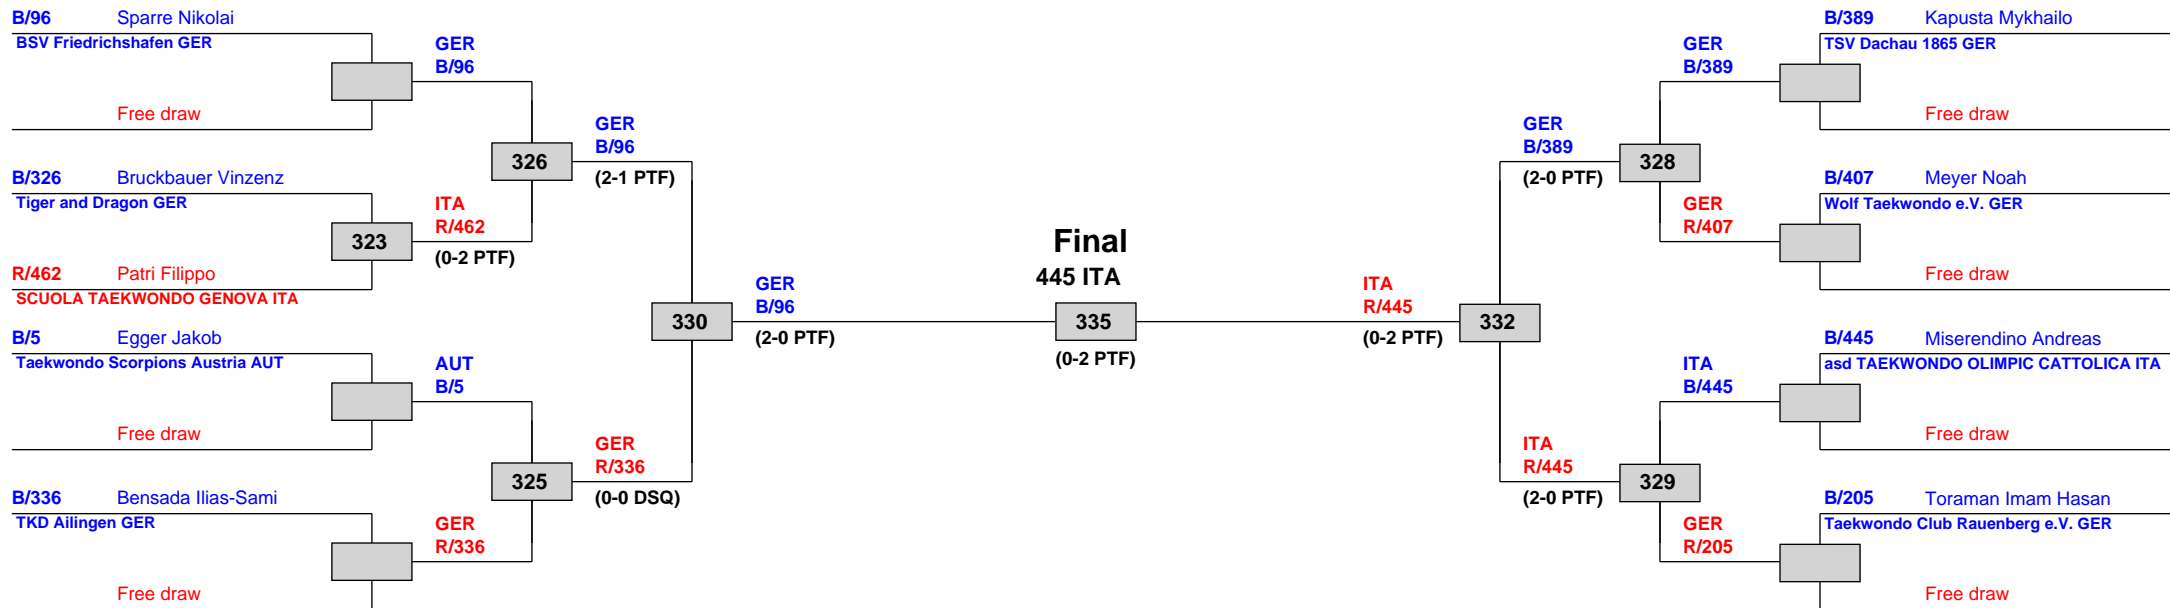 B/96 Sparre Nikolai
BSV Friedrichshafen GER
Free draw
B/326 Bruckbauer Vinzenz
Tiger and Dragon GER
323
R/462 Patri Filippo
SCUOLA TAEKWONDO GENOVA ITA
B/5 Egger Jakob
Taekwondo Scorpions Austria AUT
Free draw
B/336 Bensada Ilias-Sami
TKD Ailingen GER
Free draw
GER
B/96
326
ITA
R/462
(0-2 PTF)
AUT
B/5
325
GER
R/336
GER
B/96
(2-1 PTF)
330
GER
R/336
(0-0 DSQ)
GER
B/96
(2-0 PTF)
Final
445 ITA
335
(0-2 PTF)
ITA
R/445
(0-2 PTF)
332
GER
B/389
(2-0 PTF)
328
ITA
R/445
(2-0 PTF)
329
GER
B/389
GER
R/407
ITA
B/445
GER
R/205
B/389 Kapusta Mykhailo
TSV Dachau 1865 GER
Free draw
B/407 Meyer Noah
Wolf Taekwondo e.V. GER
Free draw
B/445 Miserendino Andreas
asd TAEKWONDO OLIMPIC CATTOLICA ITA
Free draw
B/205 Toraman Imam Hasan
Taekwondo Club Rauenberg e.V. GER
Free draw